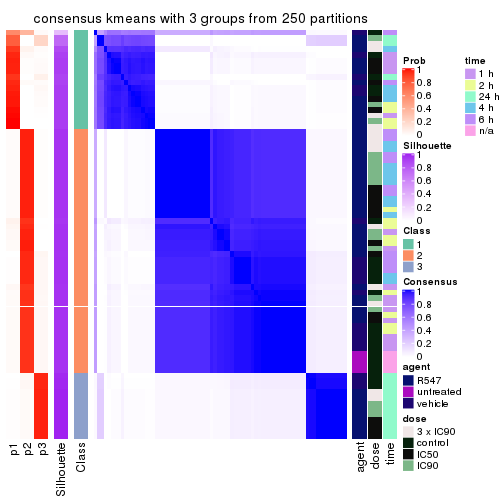 consensus kmeans with 3 groups from 250 partitions
p1
p2
p3
Silhouette
Class
agent
dose
time
Prob
1
0.8
0.6
0.4
0.2
0
Silhouette
1
0.8
0.6
0.4
0.2
0
Class
1
2
3
Consensus
1
0.8
0.6
0.4
0.2
0
agent
R547
untreated
vehicle
dose
3 x IC90
control
IC50
IC90
time
1 h
2 h
24 h
4 h
6 h
n/a